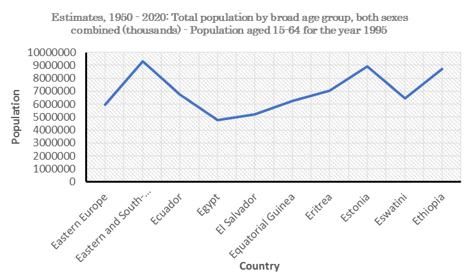 Estimates, 1950 - 2020: Total population by broad age group, both sexes
combined (thousands) - Population aged 15-64 for the year 1995
10000000
9000000
8000000
7000000
6000000
5000000
4000000
3000000
2000000
1000000
0
Population
Eastern Europe
Eastern and South-...
Ecuador
Egypt
El Salvador
Equatorial Guinea
Eritrea
Estonia
Eswatini
Ethiopia
Country